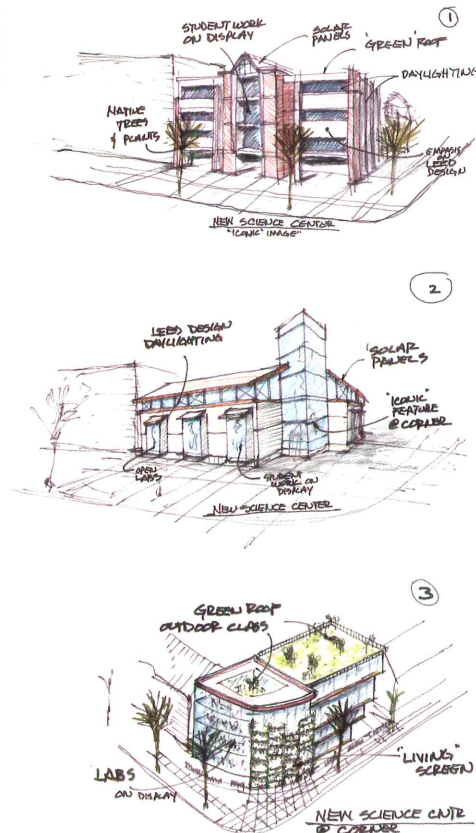 1
STUDENT WORK
ON DISPLAY
SOLAR
PANELS
'GREEN' ROOF
DAYLIGHTING
NATIVE
TREES
& PLANTS
EMPASIS
ON
LEED
DESIGN
NEW SCIENCE CENTER
"ICONIC" IMAGE"
2
LEED DESIGN
DAYLIGHTING
'SOLAR
PANELS
"ICONIC"
FEATURE
@ CORNER
OPEN
LABS
STUDENT
WORK ON
DISPLAY
NEW SCIENCE CENTER
3
GREEN ROOF
OUTDOOR CLASS
LABS
ON DISPLAY
"LIVING"
SCREEN
NEW SCIENCE CNTR
@ CORNER